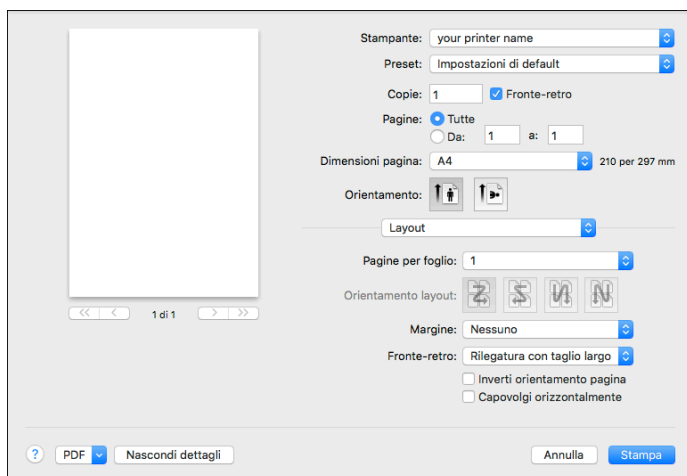 Stampante: your printer name
Preset: Impostazioni di default
Copie: 1 Fronte-retro
Pagine: Tutte
Da: 1 a: 1
Dimensioni pagina: A4 210 per 297 mm
Orientamento:
Layout
Pagine per foglio: 1
Orientamento layout:
1 di 1
Margine: Nessuno
Fronte-retro: Rilegatura con taglio largo
Inverti orientamento pagina
Capovolgi orizzontalmente
? PDF Nascondi dettagli Annulla Stampa